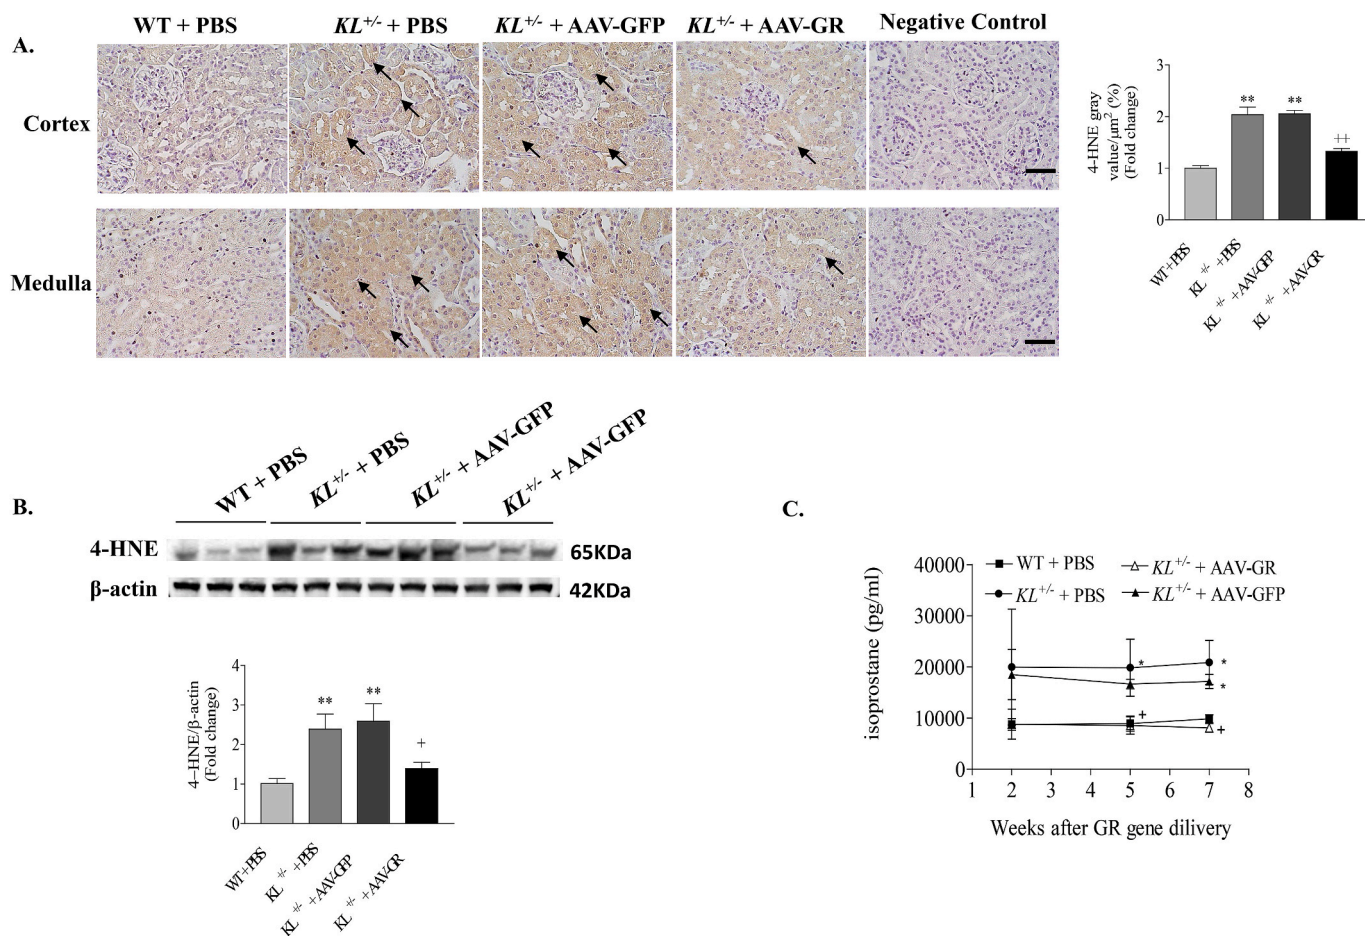 A.
WT + PBS
KL+/- + PBS
KL+/- + AAV-GFP
KL+/- + AAV-GR
Negative Control
Cortex
Medulla
4-HNE gray
value/µm² (%)
(Fold change)
3
2
1
0
**
**
++
WT+PBS
KL+/- +PBS
KL+/- +AAV-GFP
KL+/- +AAV-GR
B.
WT + PBS
KL+/- + PBS
KL+/- + AAV-GFP
KL+/- + AAV-GFP
4-HNE
65KDa
β-actin
42KDa
4–HNE/β-actin
(Fold change)
4
3
2
1
0
**
**
+
WT+PBS
KL+/- +PBS
KL+/- +AAV-GFP
KL+/- +AAV-GR
C.
WT + PBS
KL+/- + AAV-GR
KL+/- + PBS
KL+/- + AAV-GFP
isoprostane (pg/ml)
40000
30000
20000
10000
0
*
*
*
+
+
1 2 3 4 5 6 7 8
Weeks after GR gene dilivery